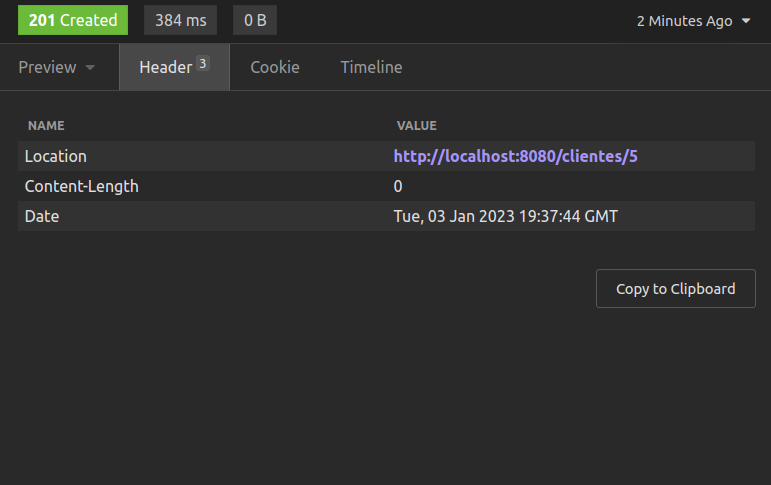 201 Created 384 ms 0 B 2 Minutes Ago
Preview Header 3 Cookie Timeline
NAME VALUE
Location http://localhost:8080/clientes/5
Content-Length 0
Date Tue, 03 Jan 2023 19:37:44 GMT
Copy to Clipboard